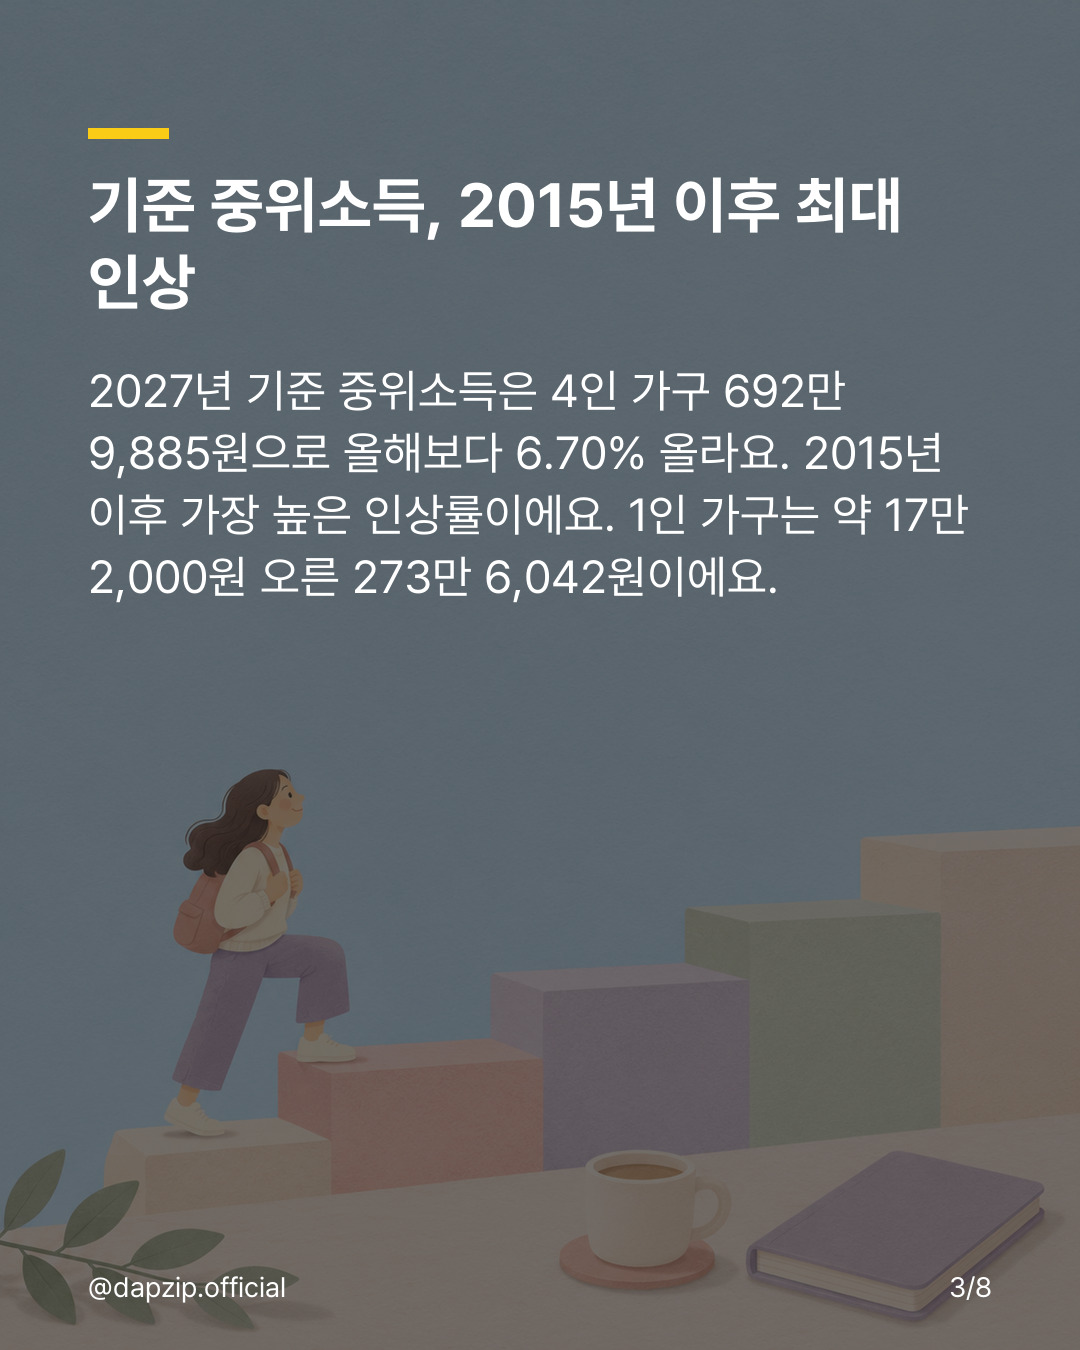 기준 중위소득, 2015년 이후 최대
인상
2027년 기준 중위소득은 4인 가구 692만
9,885원으로 올해보다 6.70% 올라요. 2015년
이후 가장 높은 인상률이에요. 1인 가구는 약 17만
2,000원 오른 273만 6,042원이에요.
@dapzip.official
3/8